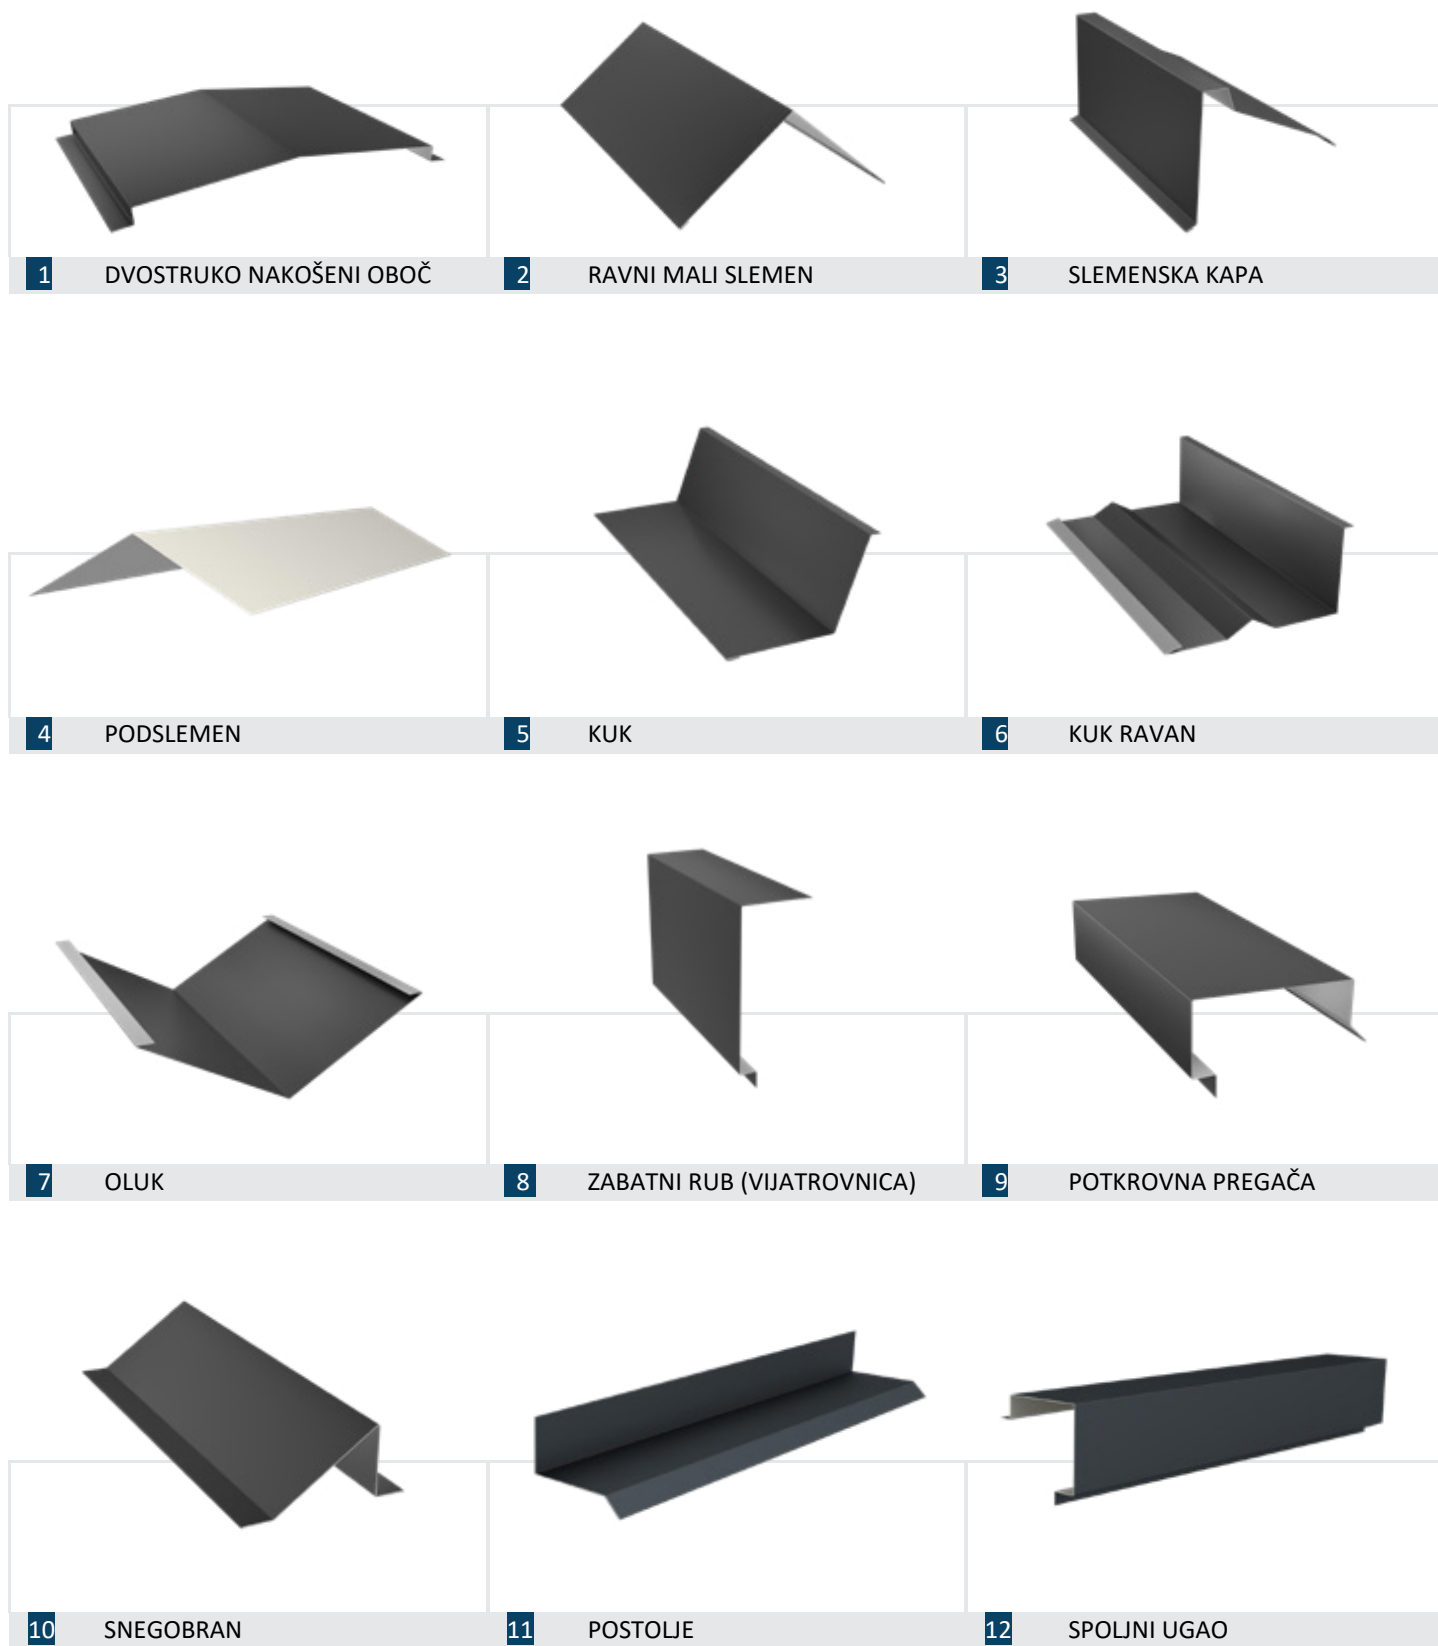 1 DVOSTRUKO NAKOŠENI OBOČ
2 RAVNI MALI SLEMEN
3 SLEMENSKA KAPA
4 PODSLEMEN
5 KUK
6 KUK RAVAN
7 OLUK
8 ZABATNI RUB (VIJATROVNICA)
9 POTKROVNA PREGAČA
10 SNEGOBRAN
11 POSTOLJE
12 SPOLJNI UGAO